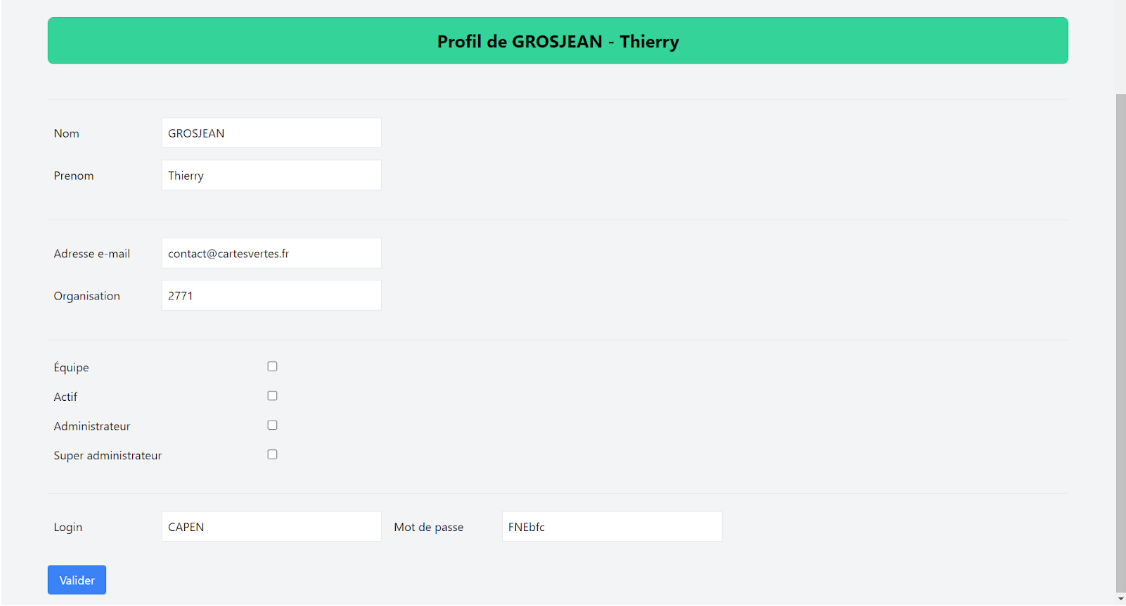 Profil de GROSJEAN - Thierry
Nom GROSJEAN
Prenom Thierry
Adresse e-mail contact@cartesvertes.fr
Organisation 2771
Équipe
Actif
Administrateur
Super administrateur
Login CAPEN Mot de passe FNEbfc
Valider